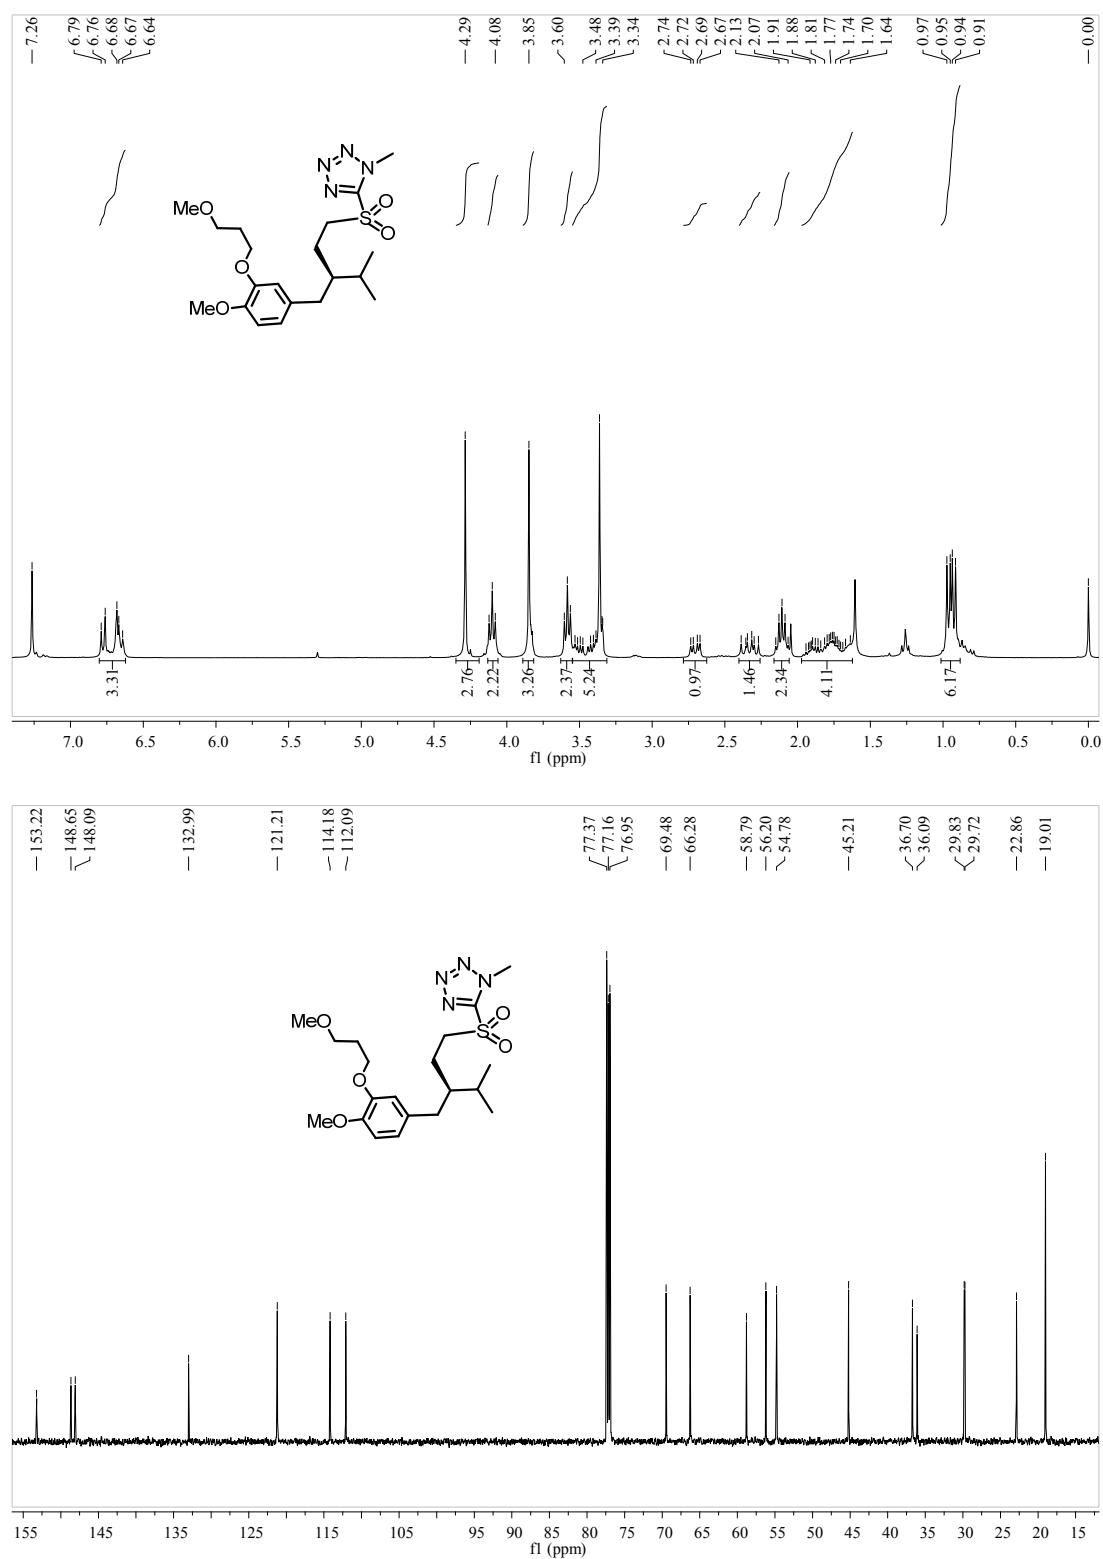 7.26 6.79 6.76 6.68 6.67 6.64 4.29 4.08 3.85 3.60 3.48 3.39 3.34 2.74 2.72 2.69 2.67 2.13 2.07 1.91 1.88 1.81 1.77 1.74 1.70 1.64 0.97 0.95 0.94 0.91 0.00
N N
N N
N
O
MeO S
O
O
MeO
3.31 2.76 2.22 3.26 2.37 5.24 0.97 1.46 2.34 4.11 6.17
7.0 6.5 6.0 5.5 5.0 4.5 4.0 3.5 3.0 2.5 2.0 1.5 1.0 0.5 0.0
f1 (ppm)
153.22 148.65 148.09 132.99 121.21 114.18 112.09 77.37 77.16 76.95 69.48 66.28 58.79 56.20 54.78 45.21 36.70 36.09 29.83 29.72 22.86 19.01
N
N N
N
O
MeO S
O
O
MeO
155 145 135 125 115 105 95 90 85 80 75 70 65 60 55 50 45 40 35 30 25 20 15
f1 (ppm)